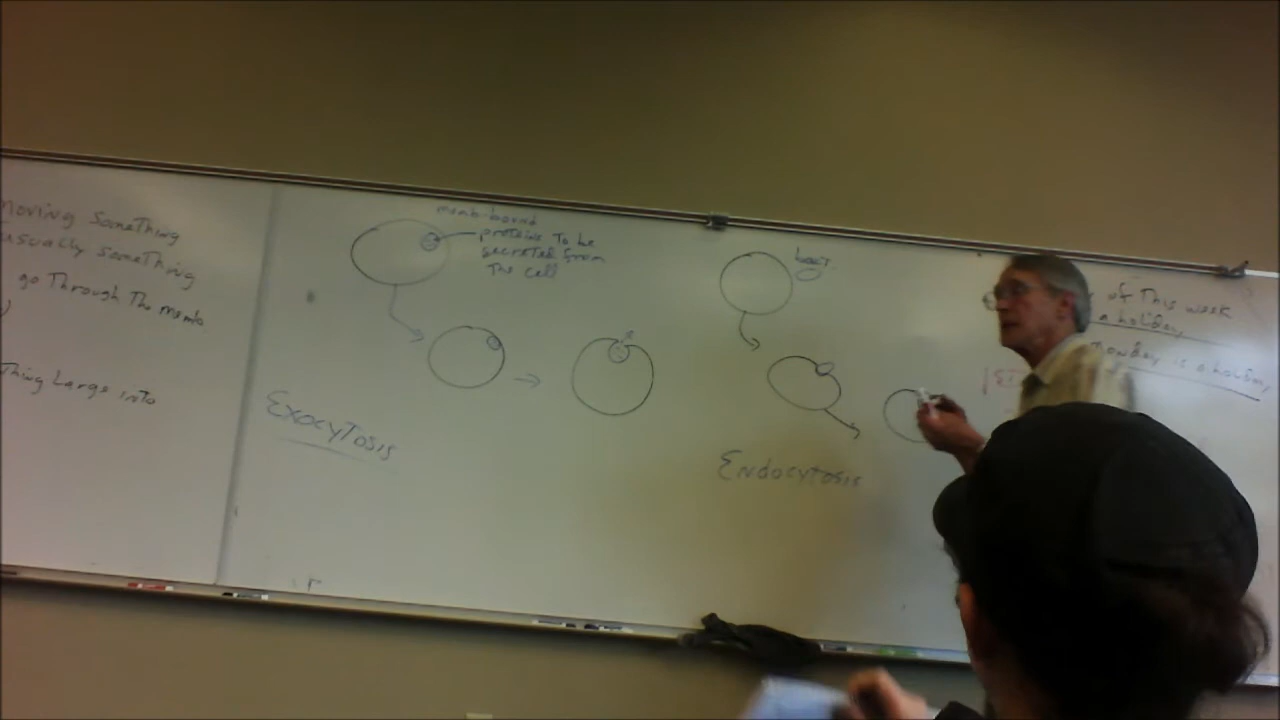 moving something
usually something
go Through The memb
Thing Large into
memb-bound
proteins To be
secreted from
The cell
Exocytosis
bact.
Endocytosis
of This week
a holiday
monday is a holiday